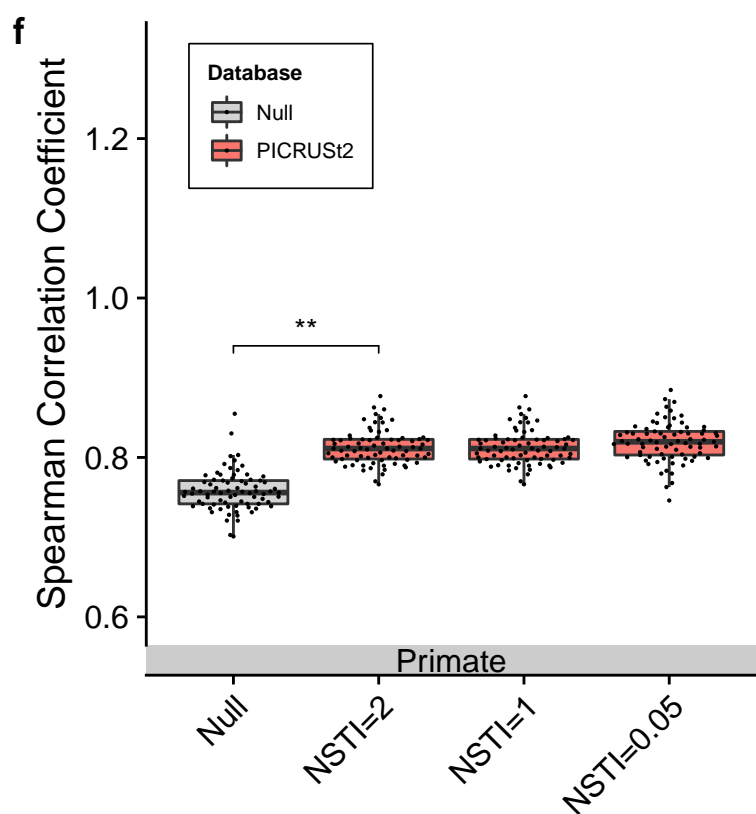 f
Database
Null
PICRUSt2
Spearman Correlation Coefficient
1.2
1.0
0.8
0.6
**
Primate
Null
NSTI=2
NSTI=1
NSTI=0.05